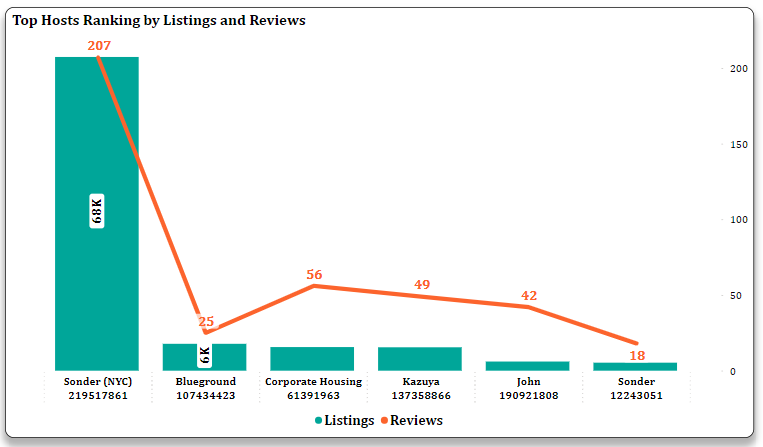 Top Hosts Ranking by Listings and Reviews
207
200
150
100
50
0
68K
25
6K
56
49
42
18
Sonder (NYC) Blueground Corporate Housing Kazuya John Sonder
219517861 107434423 61391963 137358866 190921808 12243051
Listings Reviews